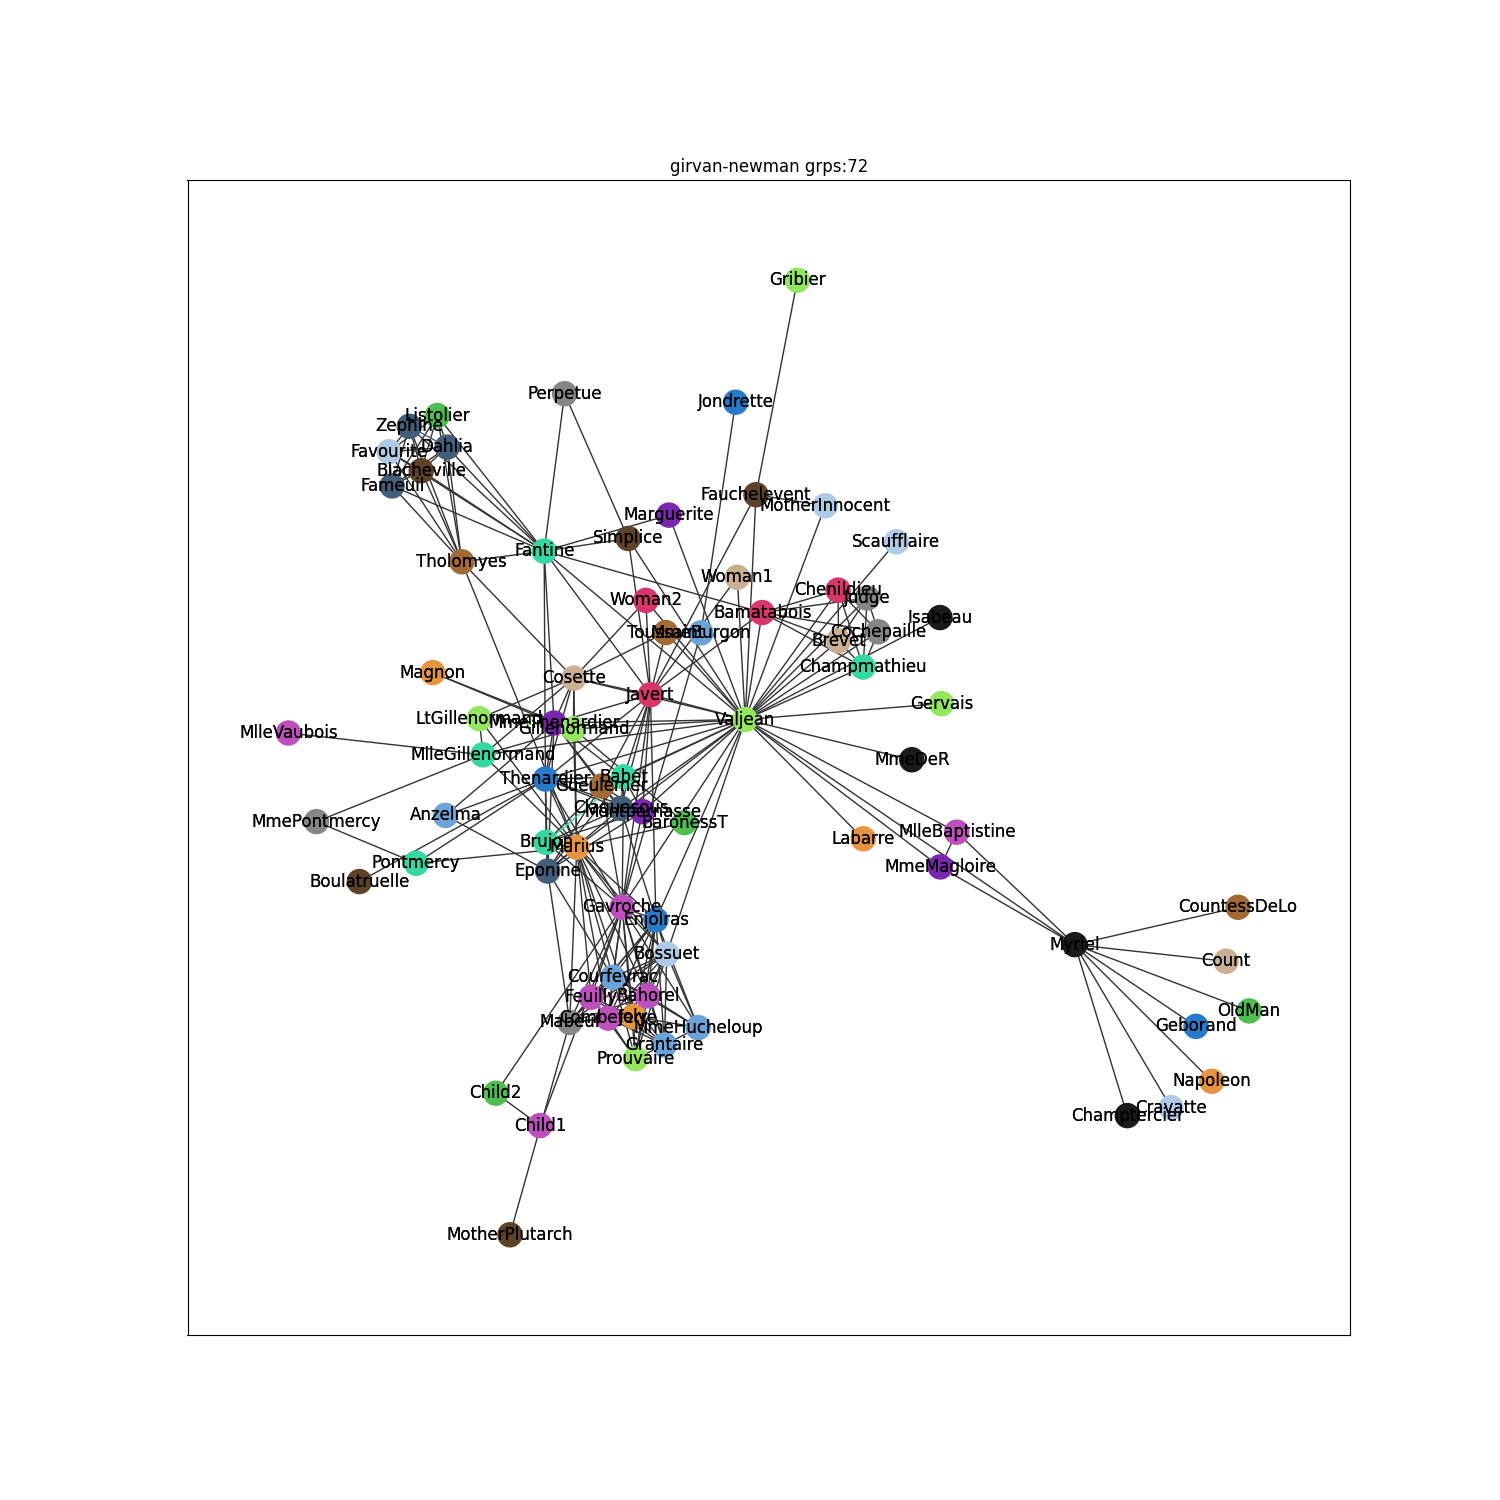 girvan-newman grps:72
Gribier
Perpetue
Jondrette
Listolier
Zephine
Dahlia
Favourite
Blacheville
Fameuil
Fauchelevent
MotherInnocent
Marguerite
Simplice
Scaufflaire
Fantine
Tholomyes
Woman1
Chenildieu
Judge
Woman2
Bamatabois
Isabeau
Toussaint
MmeBurgon
Cochepaille
Brevet
Champmathieu
Magnon
Cosette
Javert
Gervais
LtGillenormand
MmeThenardier
Gillenormand
Valjean
MlleVaubois
MlleGillenormand
MmeDeR
Thenardier
Babet
Gueulemer
Claquesous
Montparnasse
BaronessT
Anzelma
MmePontmercy
Brujon
Marius
Labarre
MlleBaptistine
Pontmercy
MmeMagloire
Eponine
Boulatruelle
Gavroche
Enjolras
CountessDeLo
Myriel
Bossuet
Count
Courfeyrac
Feuilly
Bahorel
OldMan
Mabeuf
Combeferre
Joly
MmeHucheloup
Geborand
Grantaire
Prouvaire
Napoleon
Child2
Cravatte
Champtercier
Child1
MotherPlutarch